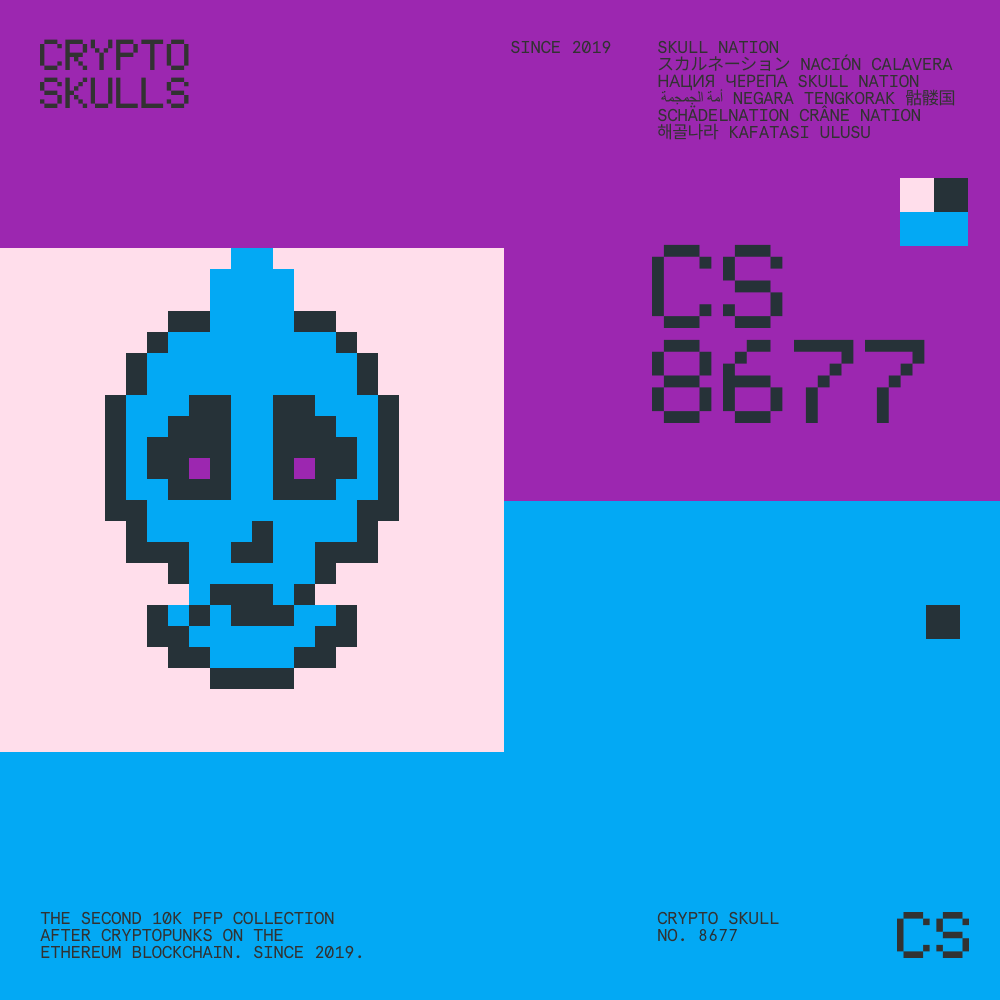 CRYPTO
SKULLS
SINCE 2019
SKULL NATION
スカルネーション NACIÓN CALAVERA
НАЦИЯ ЧЕРЕПА SKULL NATION
أمة الجمجمة NEGARA TENGKORAK 骷髅国
SCHÄDELNATION CRÂNE NATION
해골나라 KAFATASI ULUSU
CS
8677
THE SECOND 10K PFP COLLECTION
AFTER CRYPTOPUNKS ON THE
ETHEREUM BLOCKCHAIN. SINCE 2019.
CRYPTO SKULL
NO. 8677
CS